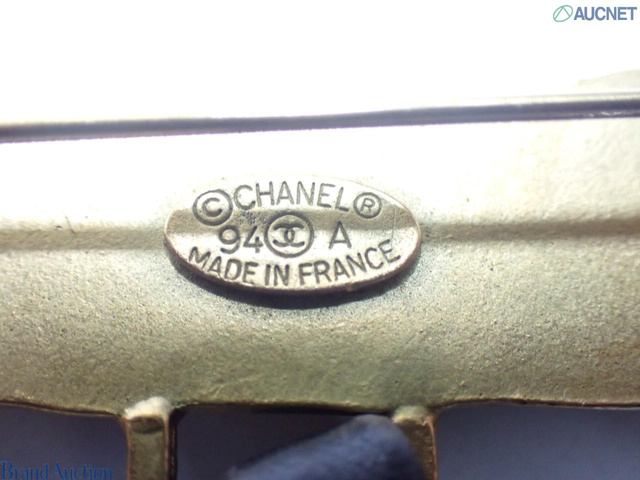 AUCNET
© CHANEL ®
94 A
MADE IN FRANCE
Brand Auction